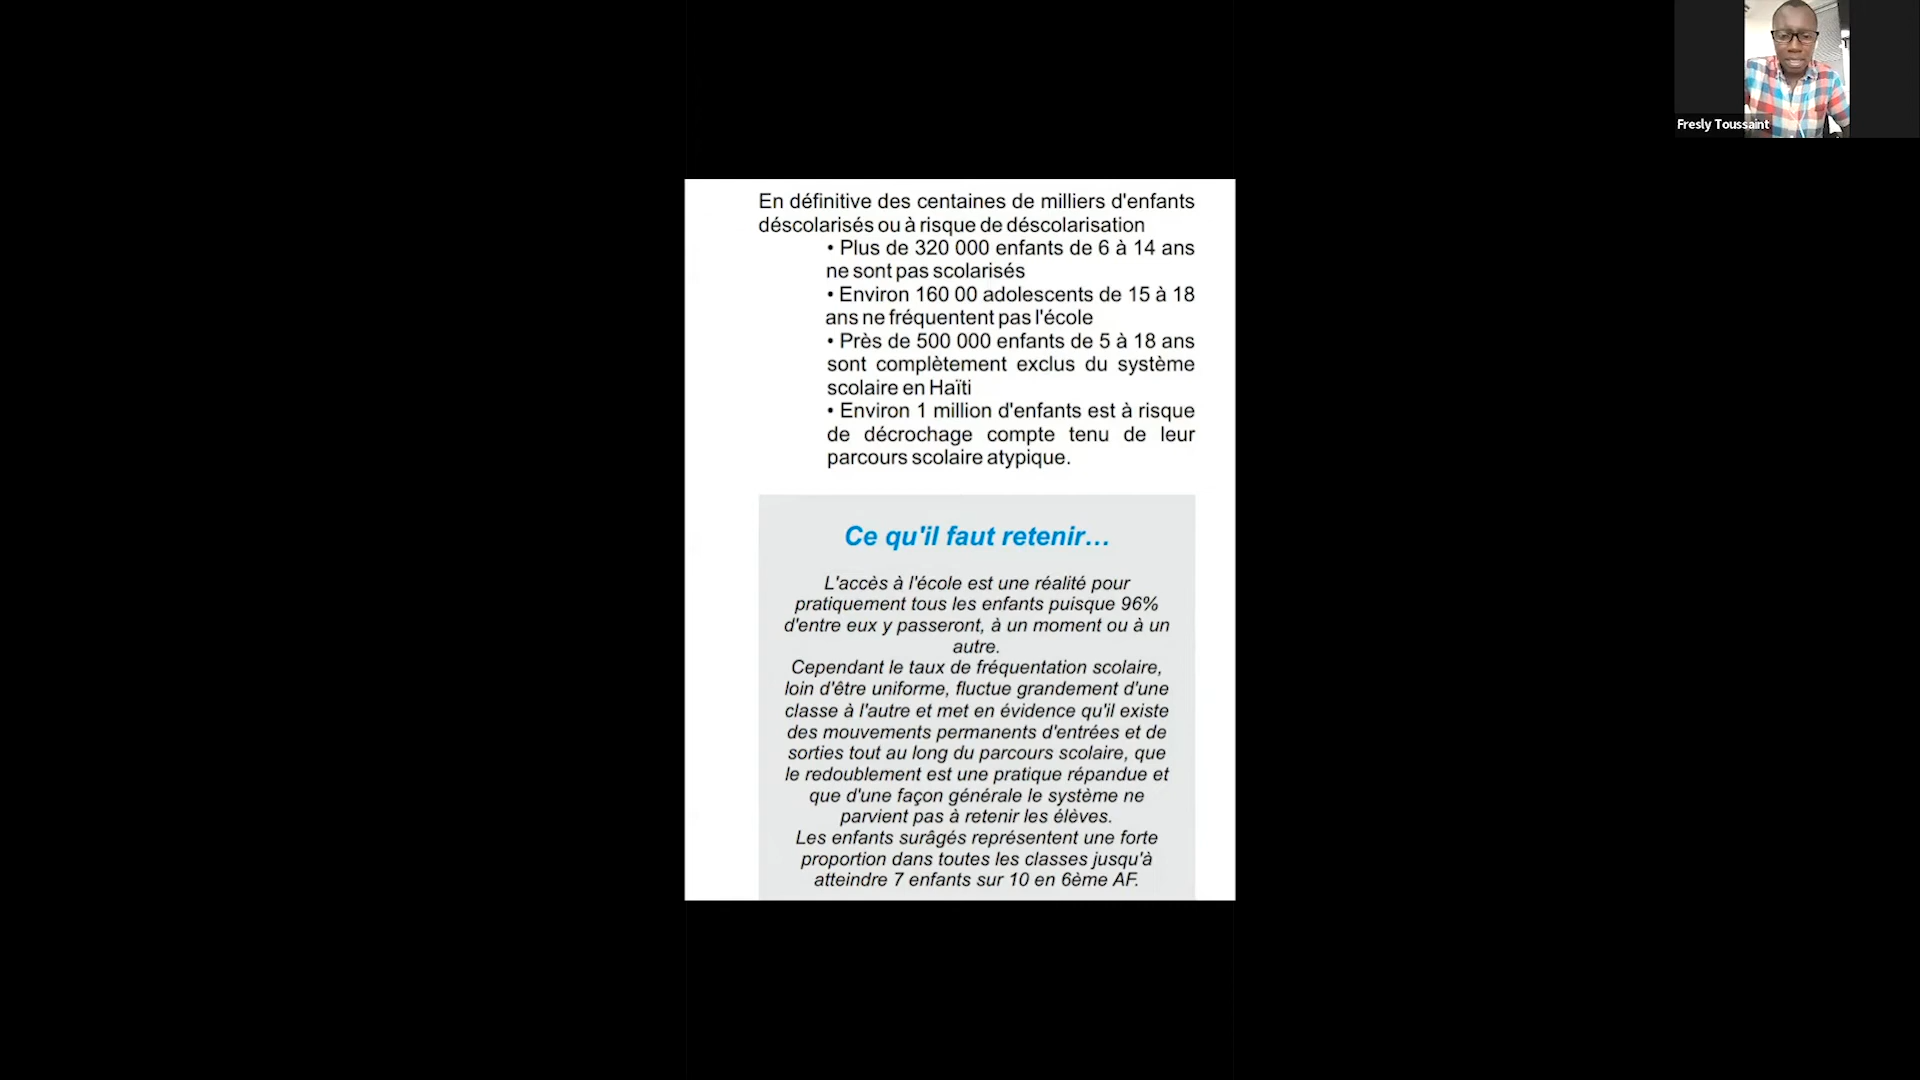 Fresly Toussaint
En définitive des centaines de milliers d'enfants
déscolarisés ou à risque de déscolarisation
• Plus de 320 000 enfants de 6 à 14 ans
ne sont pas scolarisés
• Environ 160 00 adolescents de 15 à 18
ans ne fréquentent pas l'école
• Près de 500 000 enfants de 5 à 18 ans
sont complètement exclus du système
scolaire en Haïti
• Environ 1 million d'enfants est à risque
de décrochage compte tenu de leur
parcours scolaire atypique.
Ce qu'il faut retenir...
L'accès à l'école est une réalité pour
pratiquement tous les enfants puisque 96%
d'entre eux y passeront, à un moment ou à un
autre.
Cependant le taux de fréquentation scolaire,
loin d'être uniforme, fluctue grandement d'une
classe à l'autre et met en évidence qu'il existe
des mouvements permanents d'entrées et de
sorties tout au long du parcours scolaire, que
le redoublement est une pratique répandue et
que d'une façon générale le système ne
parvient pas à retenir les élèves.
Les enfants surâgés représentent une forte
proportion dans toutes les classes jusqu'à
atteindre 7 enfants sur 10 en 6ème AF.